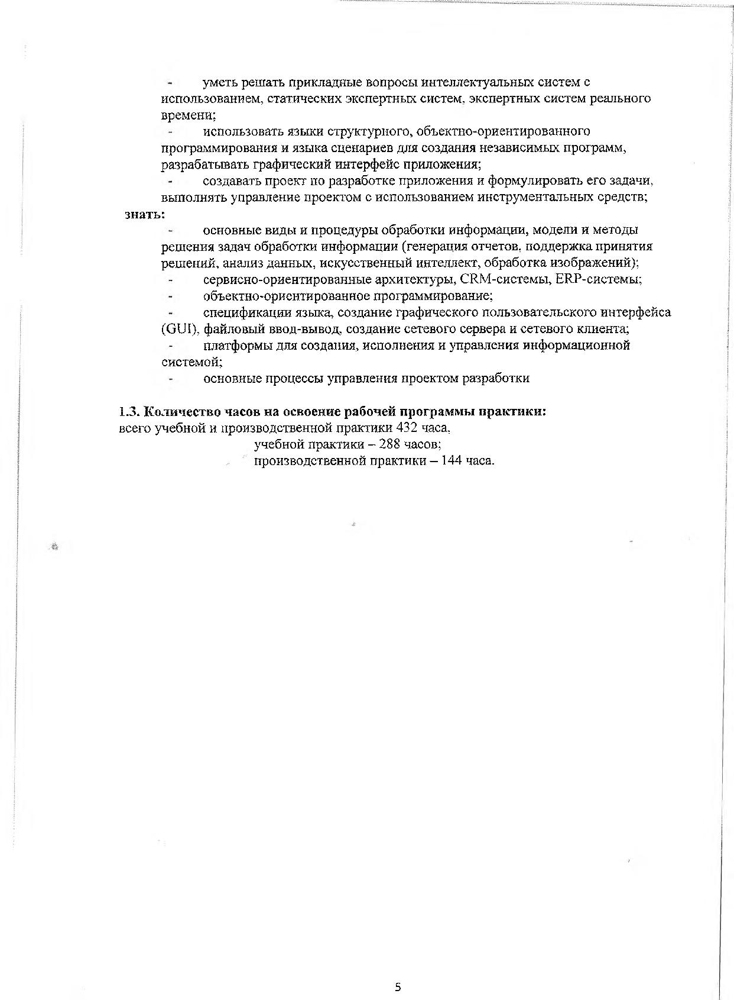 - уметь решать прикладные вопросы интеллектуальных систем с
использованием, статических экспертных систем, экспертных систем реального
времени;
- использовать языки структурного, объектно-ориентированного
программирования и языка сценариев для создания независимых программ,
разрабатывать графический интерфейс приложения;
- создавать проект по разработке приложения и формулировать его задачи,
выполнять управление проектом с использованием инструментальных средств;
знать:
- основные виды и процедуры обработки информации, модели и методы
решения задач обработки информации (генерация отчетов, поддержка принятия
решений, анализ данных, искусственный интеллект, обработка изображений);
- сервисно-ориентированные архитектуры, CRM-системы, ERP-системы;
- объектно-ориентированное программирование;
- спецификации языка, создание графического пользовательского интерфейса
(GUI), файловый ввод-вывод, создание сетевого сервера и сетевого клиента;
- платформы для создания, исполнения и управления информационной
системой;
- основные процессы управления проектом разработки
1.3. Количество часов на освоение рабочей программы практики:
всего учебной и производственной практики 432 часа,
учебной практики – 288 часов;
производственной практики – 144 часа.
5